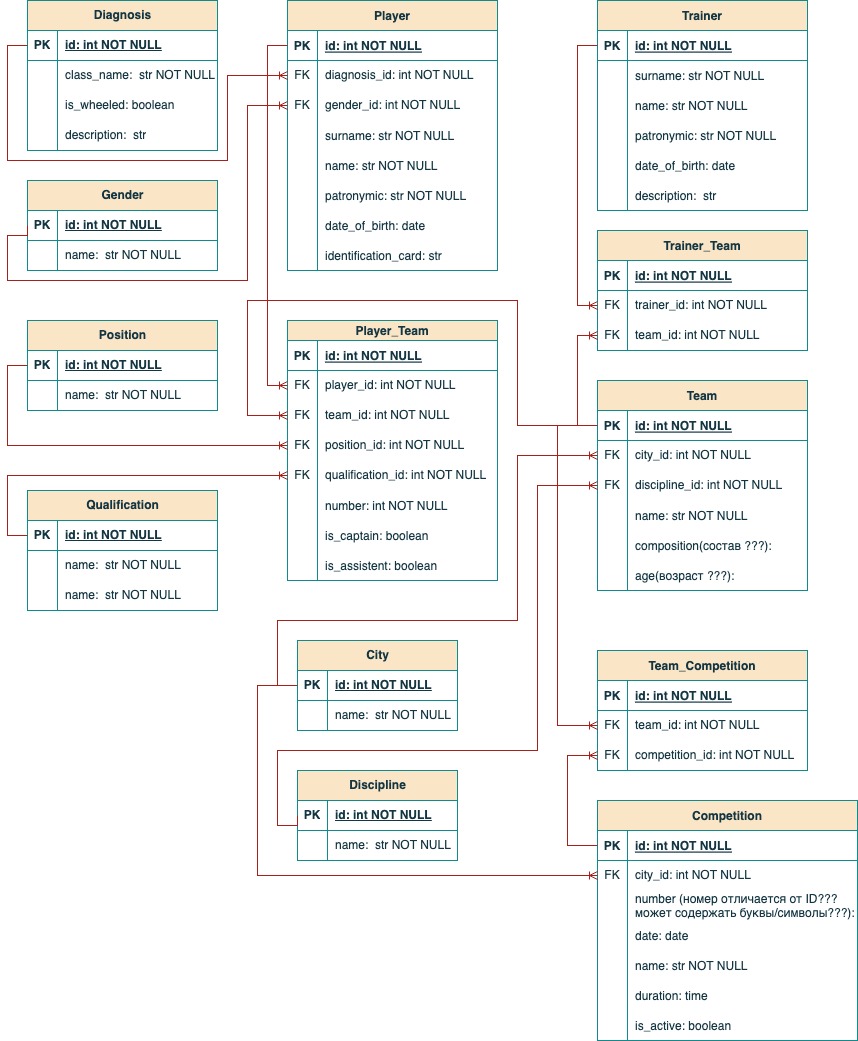 Diagnosis
PK id: int NOT NULL
class_name: str NOT NULL
is_wheeled: boolean
description: str
Gender
PK id: int NOT NULL
name: str NOT NULL
Position
PK id: int NOT NULL
name: str NOT NULL
Qualification
PK id: int NOT NULL
name: str NOT NULL
name: str NOT NULL
Player
PK id: int NOT NULL
FK diagnosis_id: int NOT NULL
FK gender_id: int NOT NULL
surname: str NOT NULL
name: str NOT NULL
patronymic: str NOT NULL
date_of_birth: date
identification_card: str
Player_Team
PK id: int NOT NULL
FK player_id: int NOT NULL
FK team_id: int NOT NULL
FK position_id: int NOT NULL
FK qualification_id: int NOT NULL
number: int NOT NULL
is_captain: boolean
is_assistent: boolean
City
PK id: int NOT NULL
name: str NOT NULL
Discipline
PK id: int NOT NULL
name: str NOT NULL
Trainer
PK id: int NOT NULL
surname: str NOT NULL
name: str NOT NULL
patronymic: str NOT NULL
date_of_birth: date
description: str
Trainer_Team
PK id: int NOT NULL
FK trainer_id: int NOT NULL
FK team_id: int NOT NULL
Team
PK id: int NOT NULL
FK city_id: int NOT NULL
FK discipline_id: int NOT NULL
name: str NOT NULL
composition(состав ???):
age(возраст ???):
Team_Competition
PK id: int NOT NULL
FK team_id: int NOT NULL
FK competition_id: int NOT NULL
Competition
PK id: int NOT NULL
FK city_id: int NOT NULL
number (номер отличается от ID???
может содержать буквы/символы???):
date: date
name: str NOT NULL
duration: time
is_active: boolean